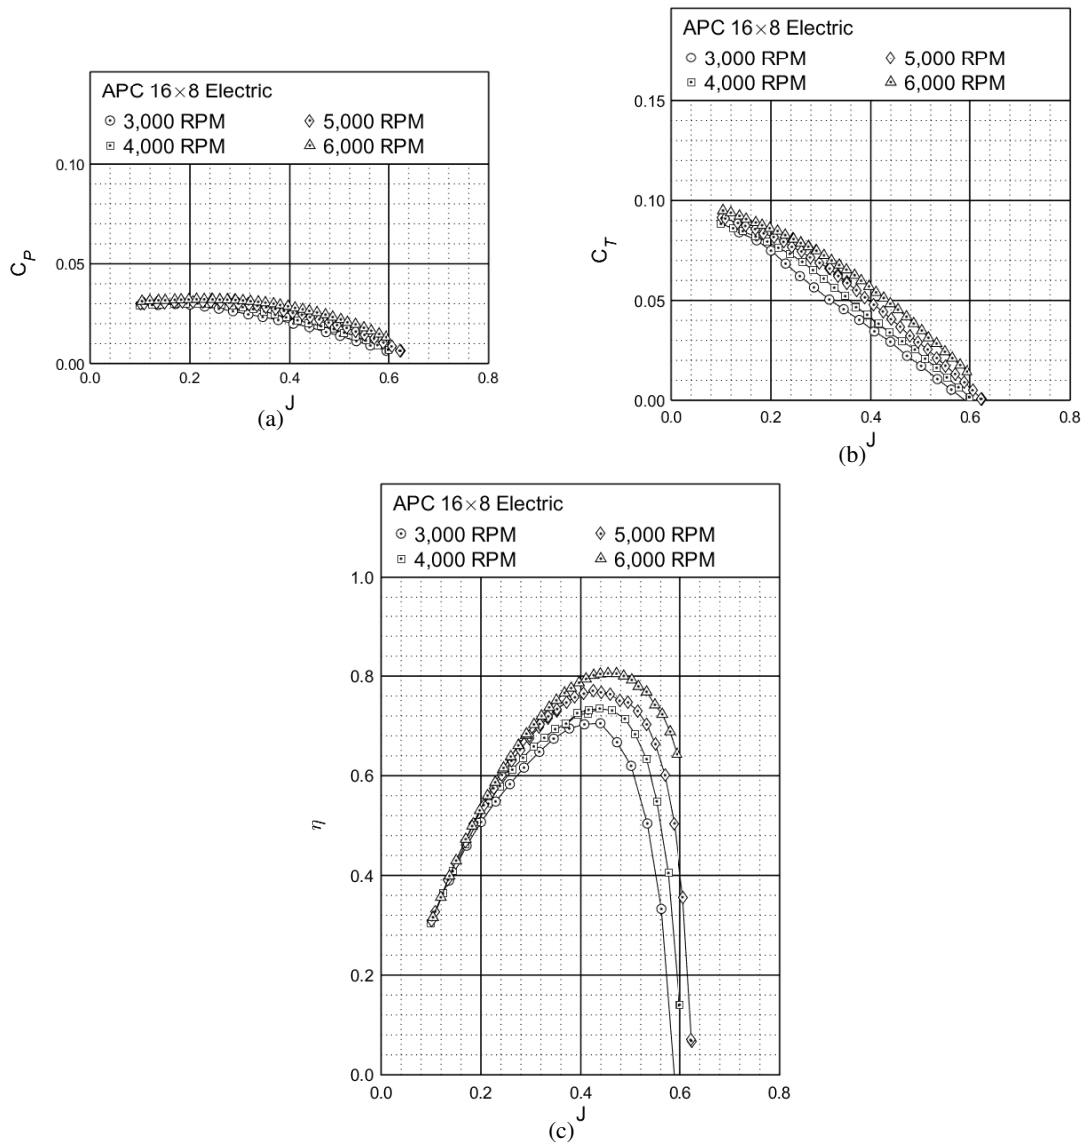 APC 16×8 Electric
3,000 RPM 5,000 RPM
4,000 RPM 6,000 RPM
0.10
0.05
0.00
C_P
0.0 0.2 0.4 0.6 0.8
J
(a)
APC 16×8 Electric
3,000 RPM 5,000 RPM
4,000 RPM 6,000 RPM
0.15
0.10
0.05
0.00
C_T
0.0 0.2 0.4 0.6 0.8
J
(b)
APC 16×8 Electric
3,000 RPM 5,000 RPM
4,000 RPM 6,000 RPM
1.0
0.8
0.6
0.4
0.2
0.0
η
0.0 0.2 0.4 0.6 0.8
J
(c)